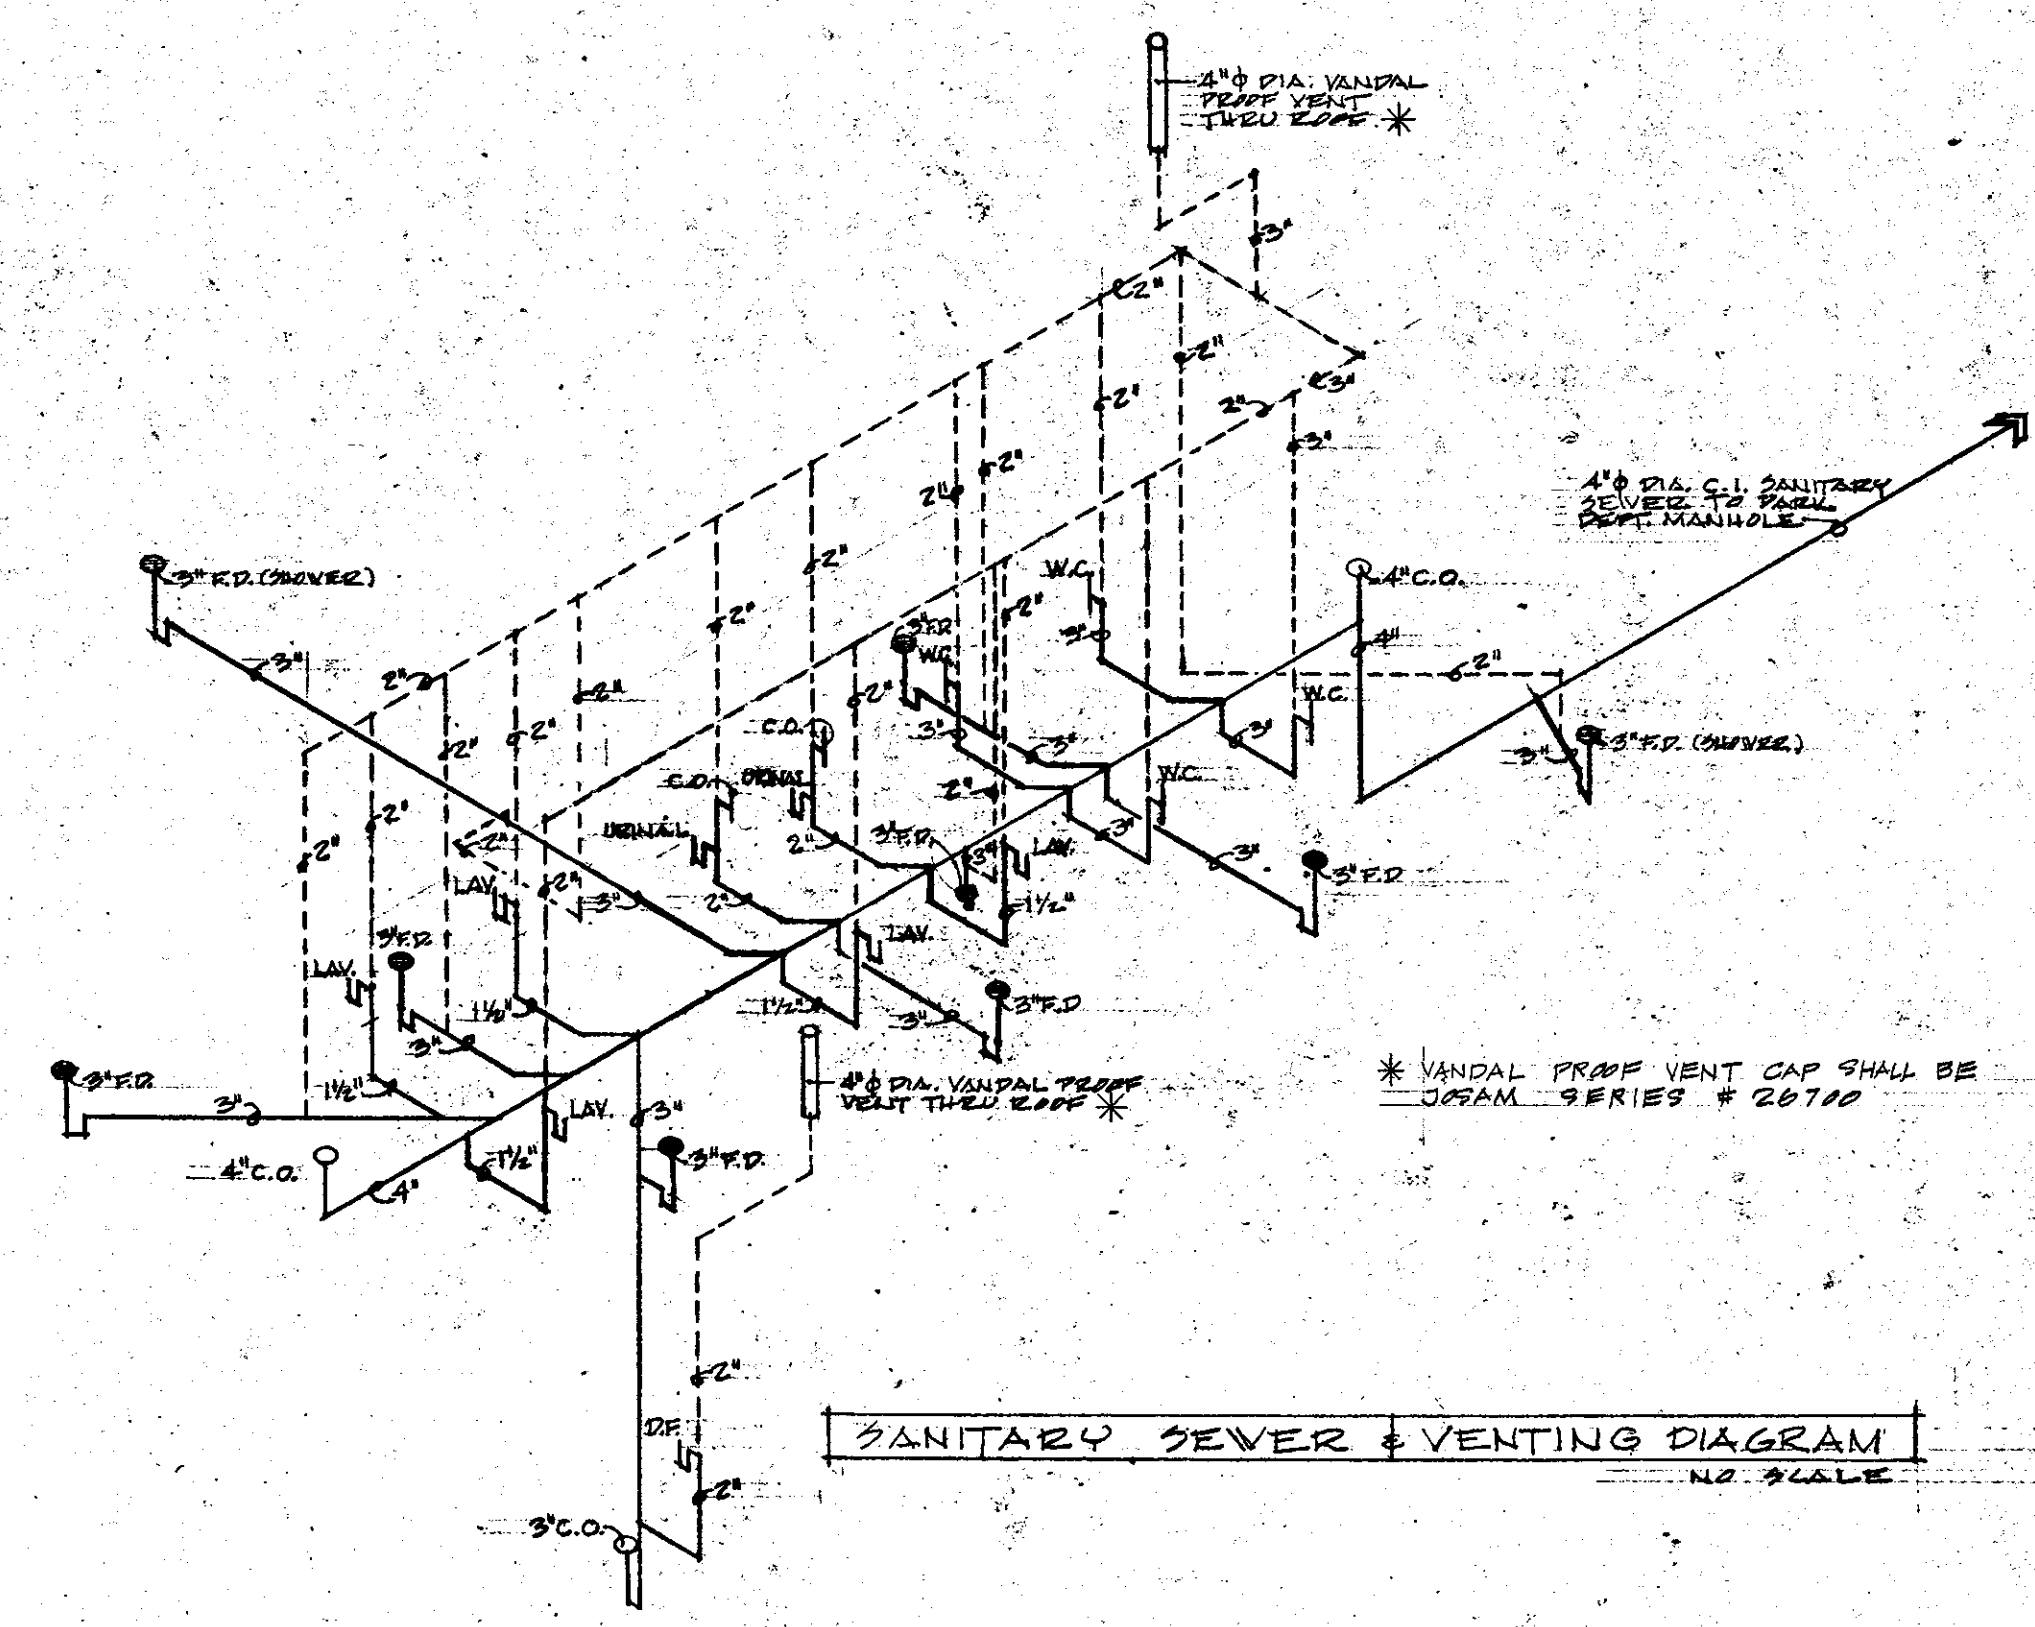 4"ϕ DIA. VANDAL
PROOF VENT
THRU ROOF. *
3"
2"
2"
3"
2"
2"
3"
2"
2"
4"ϕ DIA. C.I. SANITARY
SEWER TO PARK
DEPT. MANHOLE.
2"
W.C.
4" C.O.
3" F.D. (SHOWER)
2"
2"
3" F.D.
3"
4"
W.C.
2"
3"
2"
2"
2"
W.C.
C.O.
3"
3"
3"
3" F.D. (SHOWER)
2"
2"
3"
C.O.
URINAL
2"
W.C.
2"
URINAL
2"
3" F.D.
3"
2"
2"
3"
LAV.
3"
3" F.D.
LAV.
2"
3"
2"
1½"
3" F.D.
LAV.
LAV.
3" F.D.
1½"
1½"
3"
3"
3" F.D.
1½"
4"ϕ DIA. VANDAL PROOF
VENT THRU ROOF *
* VANDAL PROOF VENT CAP SHALL BE
JOSAM SERIES # 26700
3"
LAV.
3"
4" C.O.
4"
1½"
3" F.D.
2"
D.F.
2"
3" C.O.
SANITARY SEWER & VENTING DIAGRAM
NO SCALE